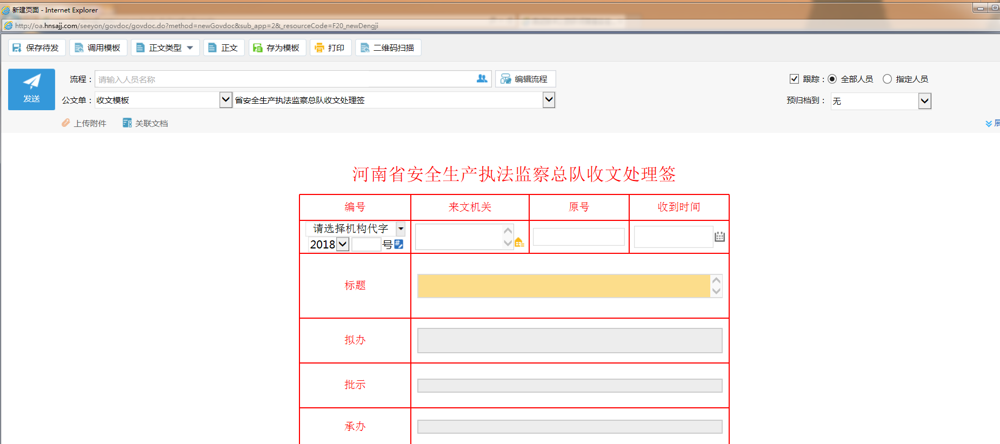 新建页面 - Internet Explorer
http://oa.hnsajj.com/seeyon/govdoc/govdoc.do?method=newGovdoc&sub_app=2&_resourceCode=F20_newDengji
保存待发 调用模板 正文类型 正文 存为模板 打印 二维码扫描
发送
流程： 请输入人员名称 编辑流程 跟踪： 全部人员 指定人员
公文单： 收文模板 省安全生产执法监察总队收文处理签 预归档到： 无
上传附件 关联文档 展
河南省安全生产执法监察总队收文处理签
编号 来文机关 原号 收到时间
请选择机构代字
2018 号
标题
拟办
批示
承办